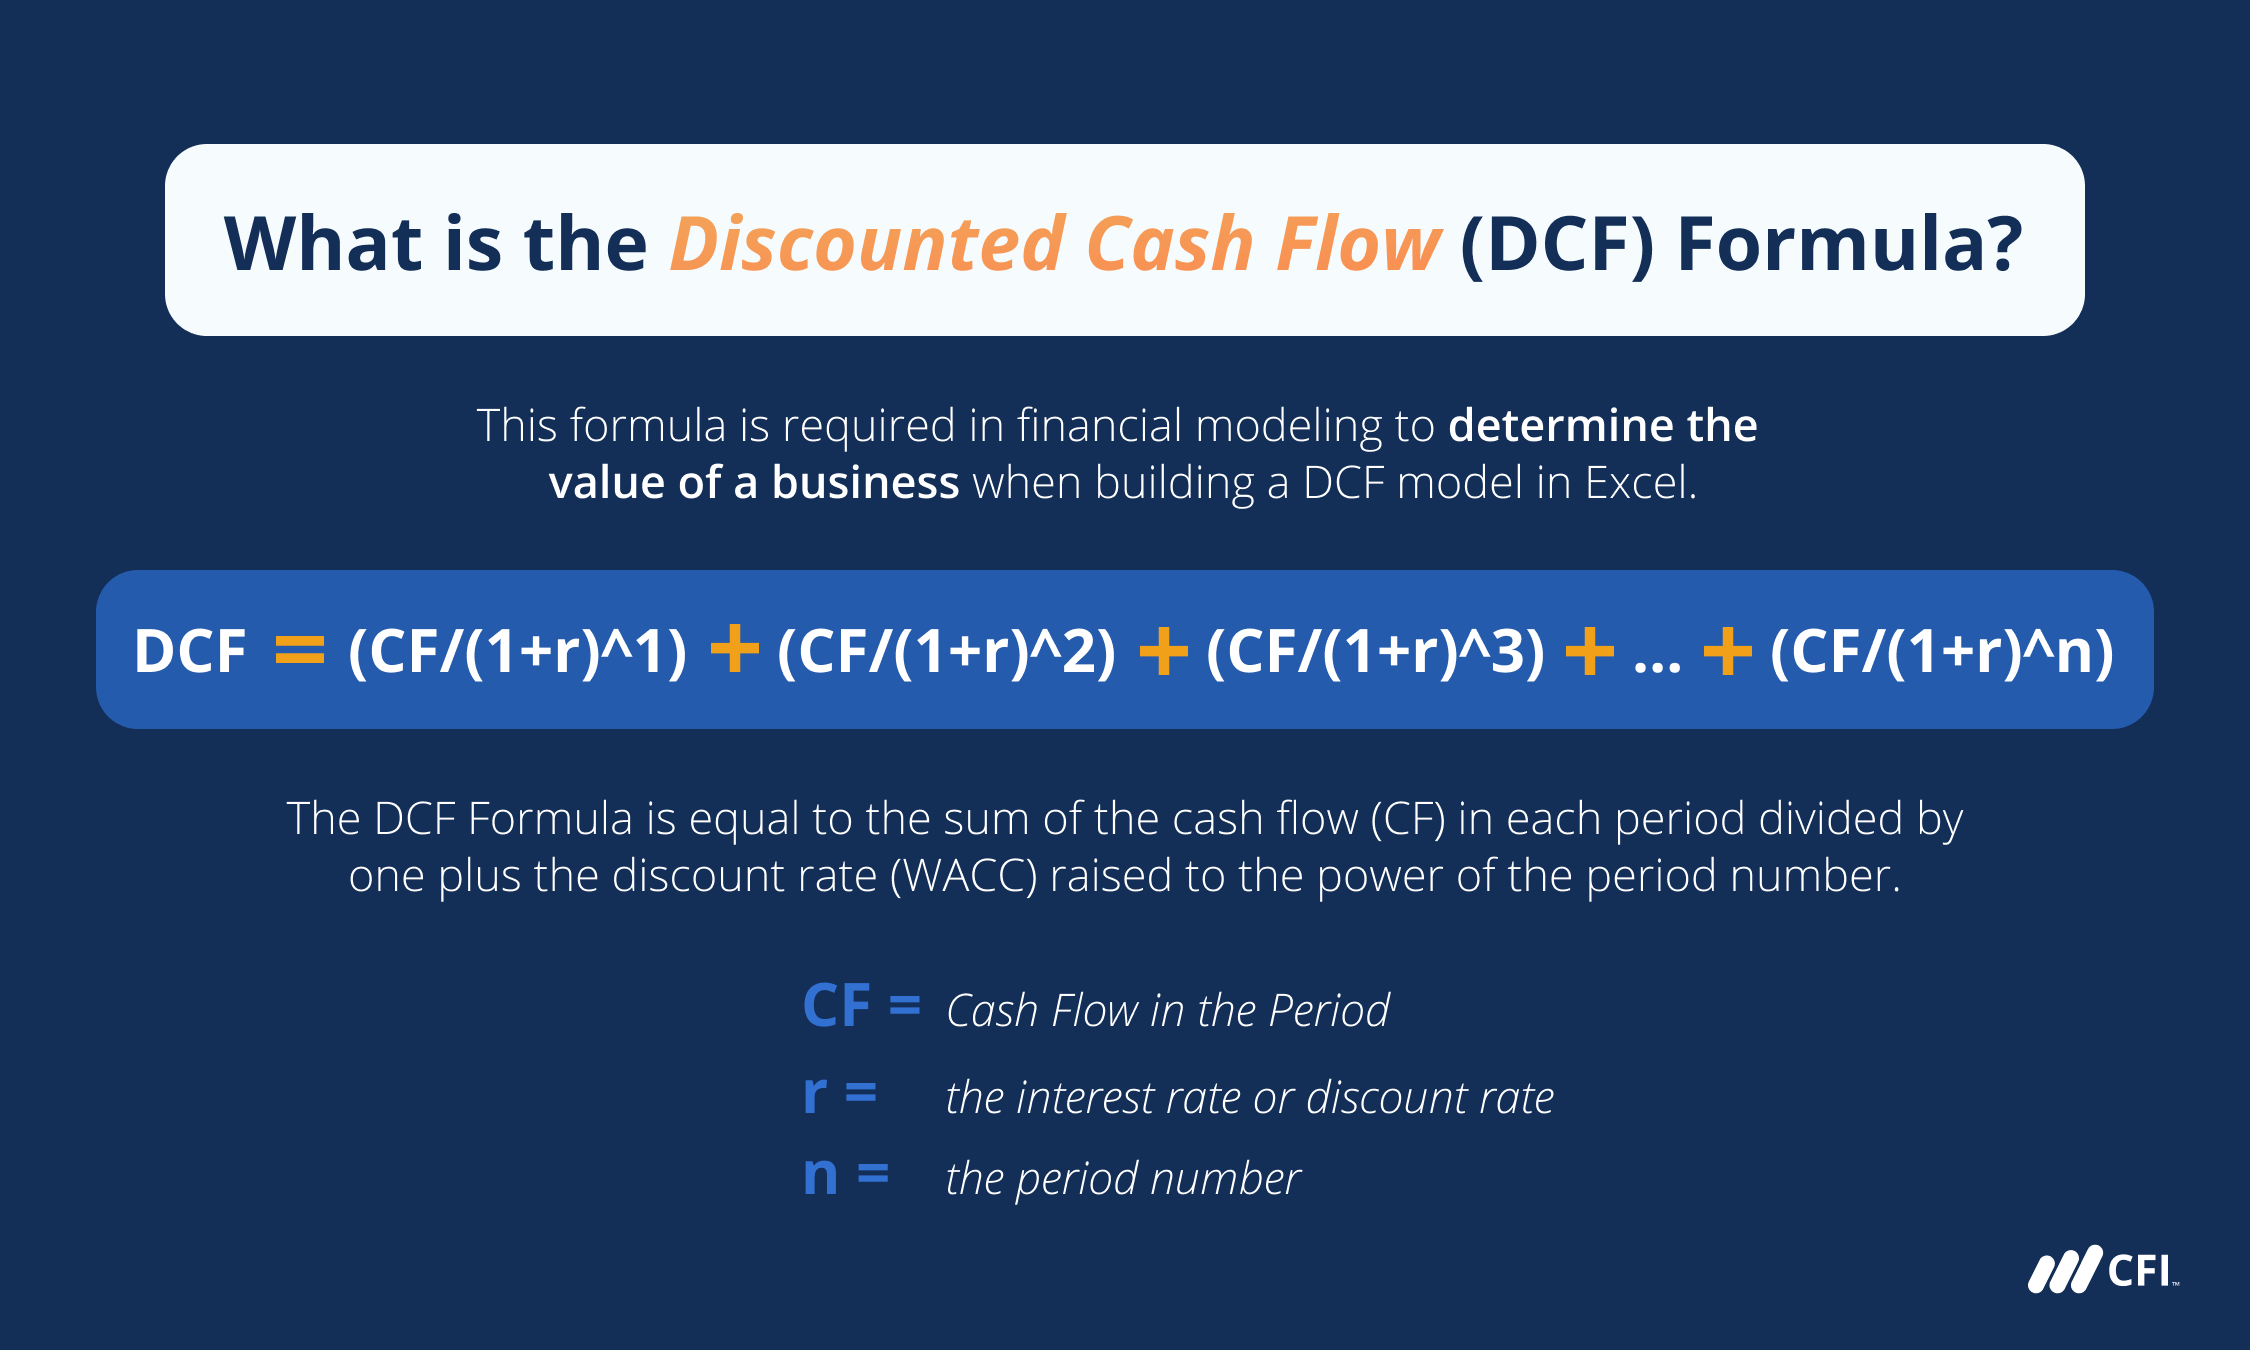 What is the Discounted Cash Flow (DCF) Formula?
This formula is required in financial modeling to determine the
value of a business when building a DCF model in Excel.
DCF = (CF/(1+r)^1) + (CF/(1+r)^2) + (CF/(1+r)^3) + ... + (CF/(1+r)^n)
The DCF Formula is equal to the sum of the cash flow (CF) in each period divided by
one plus the discount rate (WACC) raised to the power of the period number.
CF = Cash Flow in the Period
r = the interest rate or discount rate
n = the period number
CFI™